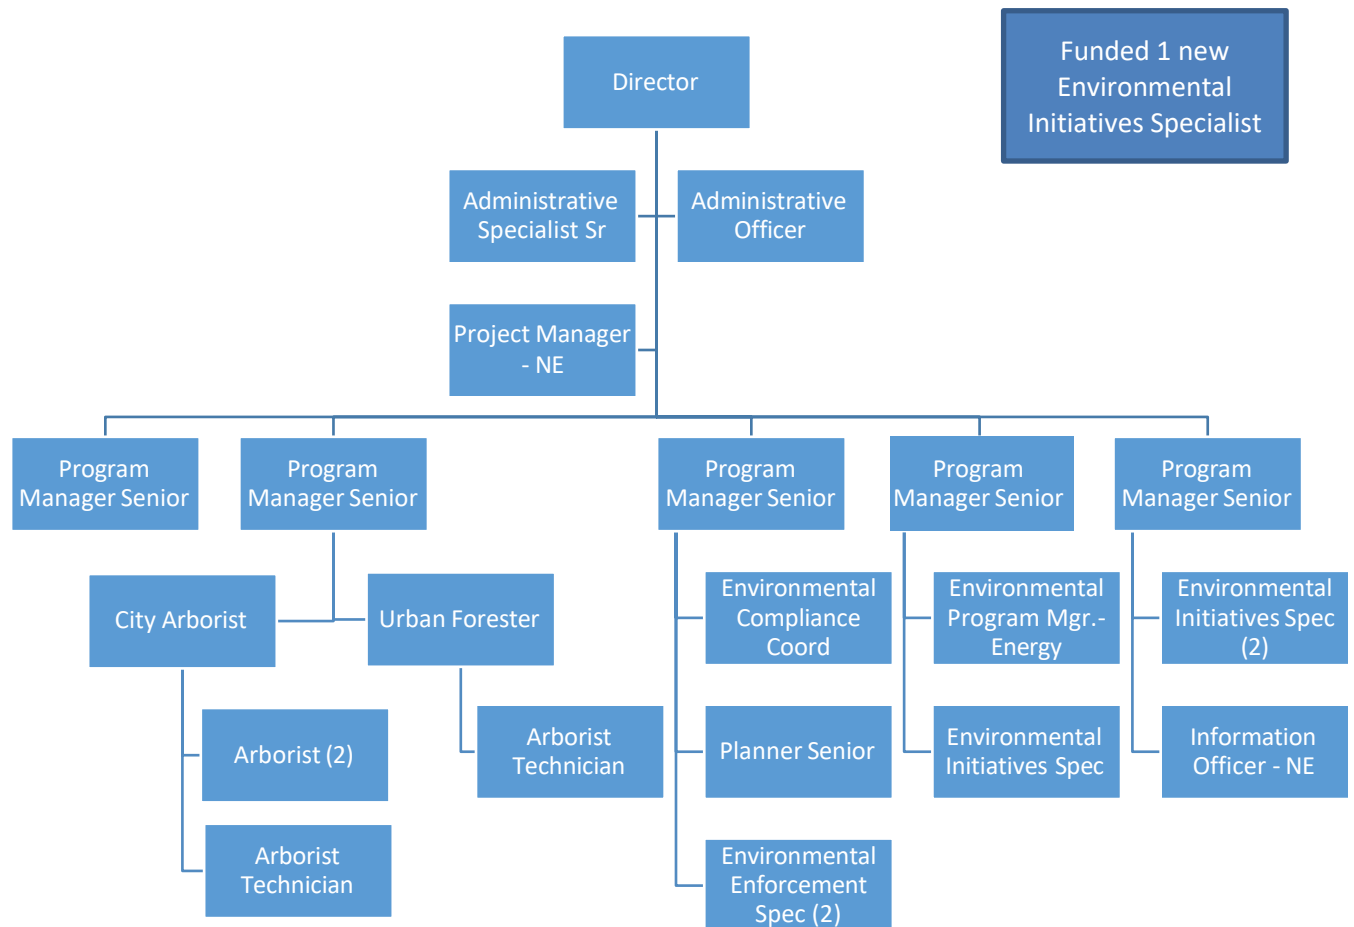 Director
Funded 1 new
Environmental
Initiatives Specialist
Administrative
Specialist Sr
Administrative
Officer
Project Manager
- NE
Program
Manager Senior
Program
Manager Senior
Program
Manager Senior
Program
Manager Senior
Program
Manager Senior
City Arborist
Urban Forester
Environmental
Compliance
Coord
Environmental
Program Mgr.-
Energy
Environmental
Initiatives Spec
(2)
Arborist (2)
Arborist
Technician
Planner Senior
Environmental
Initiatives Spec
Information
Officer - NE
Arborist
Technician
Environmental
Enforcement
Spec (2)